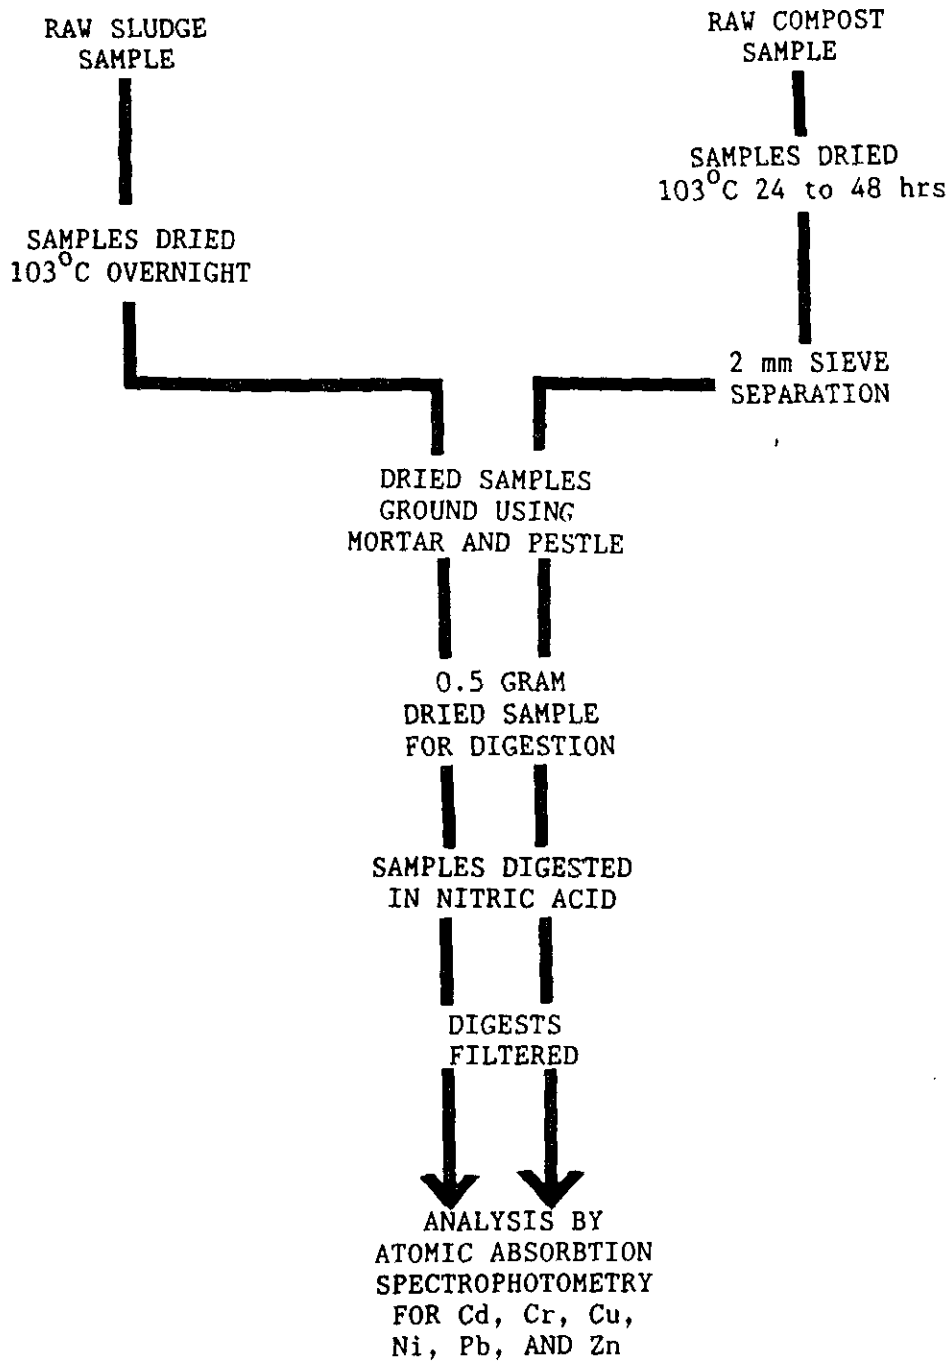 RAW SLUDGE
SAMPLE
RAW COMPOST
SAMPLE
SAMPLES DRIED
103°C 24 to 48 hrs
SAMPLES DRIED
103°C OVERNIGHT
2 mm SIEVE
SEPARATION
DRIED SAMPLES
GROUND USING
MORTAR AND PESTLE
0.5 GRAM
DRIED SAMPLE
FOR DIGESTION
SAMPLES DIGESTED
IN NITRIC ACID
DIGESTS
FILTERED
ANALYSIS BY
ATOMIC ABSORBTION
SPECTROPHOTOMETRY
FOR Cd, Cr, Cu,
Ni, Pb, AND Zn